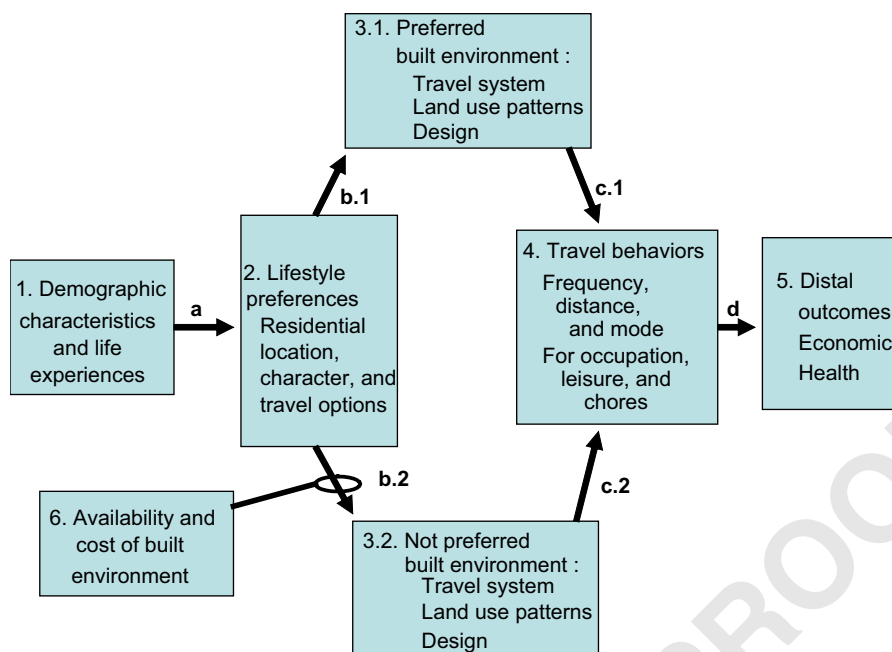 3.1. Preferred
built environment :
Travel system
Land use patterns
Design
b.1
c.1
1. Demographic
characteristics
and life
experiences
a
2. Lifestyle
preferences
Residential
location,
character, and
travel options
4. Travel behaviors
Frequency,
distance,
and mode
For occupation,
leisure, and
chores
d
5. Distal
outcomes
Economic
Health
b.2
c.2
6. Availability and
cost of built
environment
3.2. Not preferred
built environment :
Travel system
Land use patterns
Design